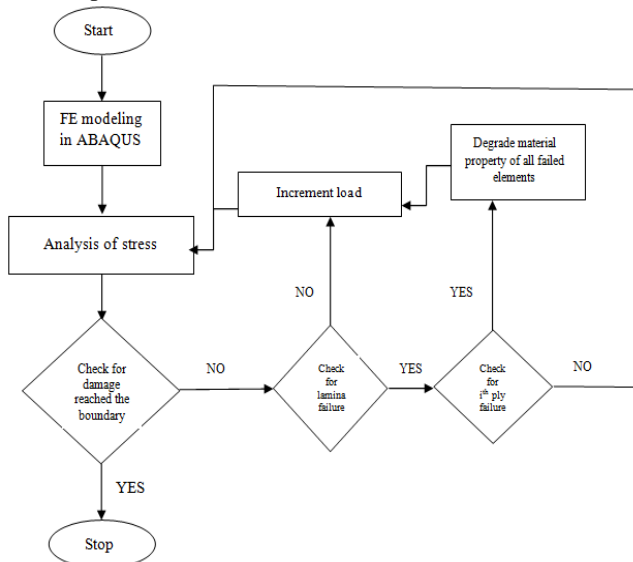 Start
FE modeling
in ABAQUS
Degrade material
property of all failed
elements
Increment load
Analysis of stress
NO
YES
Check for
damage
reached the
boundary
NO
Check
for
lamina
failure
YES
Check
for
iᵗʰ ply
failure
NO
YES
Stop